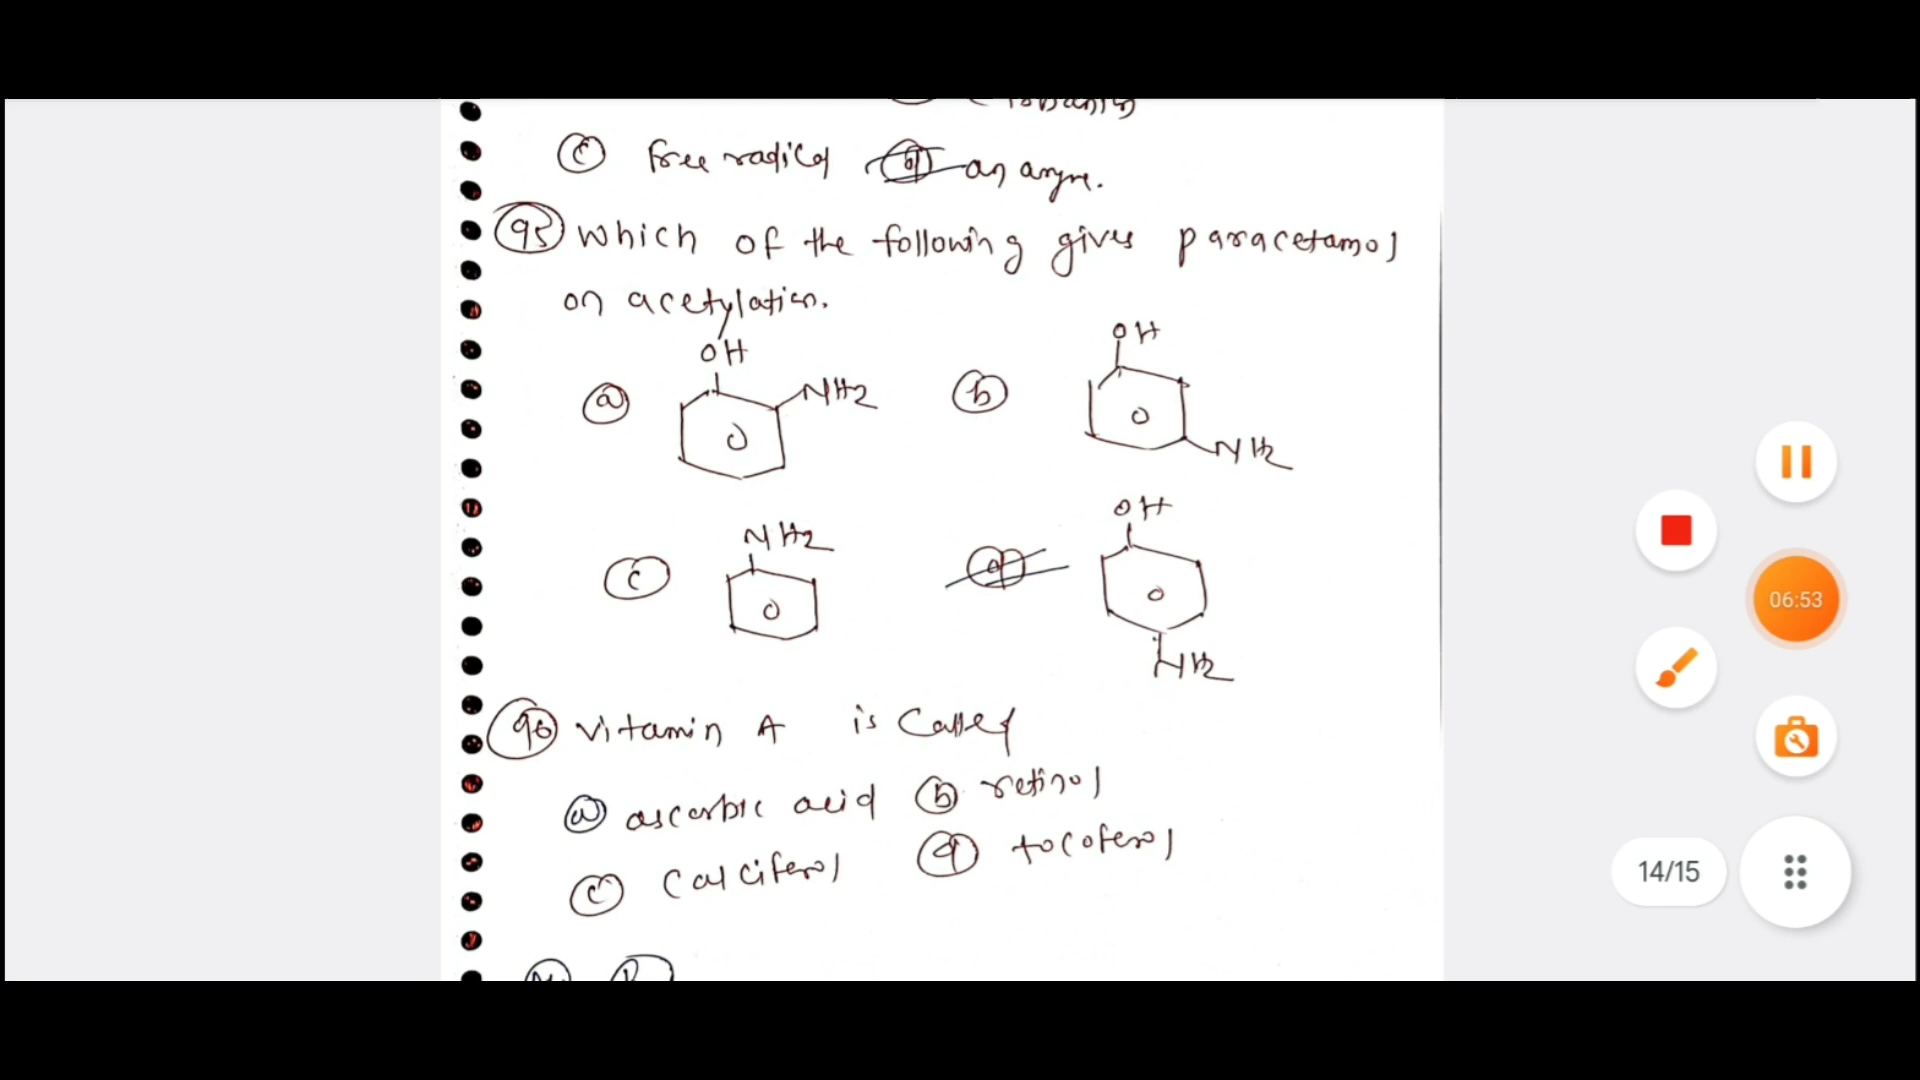 (c) free radical (d) an aryne.
(95) Which of the following gives paracetamol
on acetylation.
OH
(a) NH2
OH
(b) NH2
NH2
(c)
OH
(d)
NH2
(96) vitamin A is called
(a) ascorbic acid (b) retinol
(c) calciferol (d) tocoferol
06:53
14/15